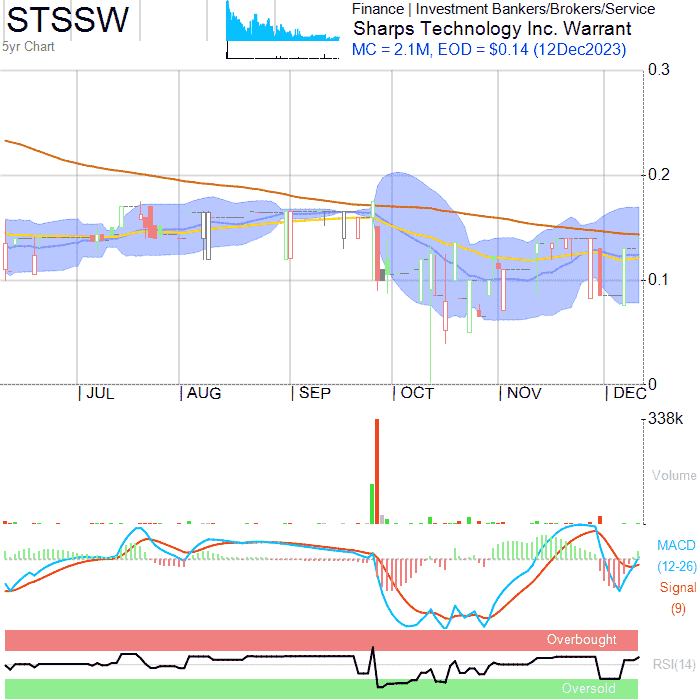 STSSW
5yr Chart
Finance | Investment Bankers/Brokers/Service
Sharps Technology Inc. Warrant
MC = 2.1M, EOD = $0.14 (12Dec2023)
0.3
0.2
0.1
0
JUL
AUG
SEP
OCT
NOV
DEC
338k
Volume
MACD
(12-26)
Signal
(9)
Overbought
RSI(14)
Oversold